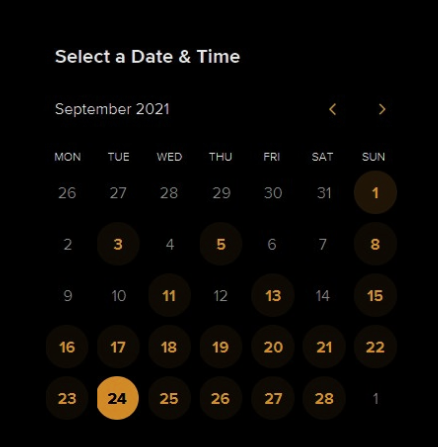 Select a Date & Time
September 2021
MON TUE WED THU FRI SAT SUN
26 27 28 29 30 31 1
2 3 4 5 6 7 8
9 10 11 12 13 14 15
16 17 18 19 20 21 22
23 24 25 26 27 28 1